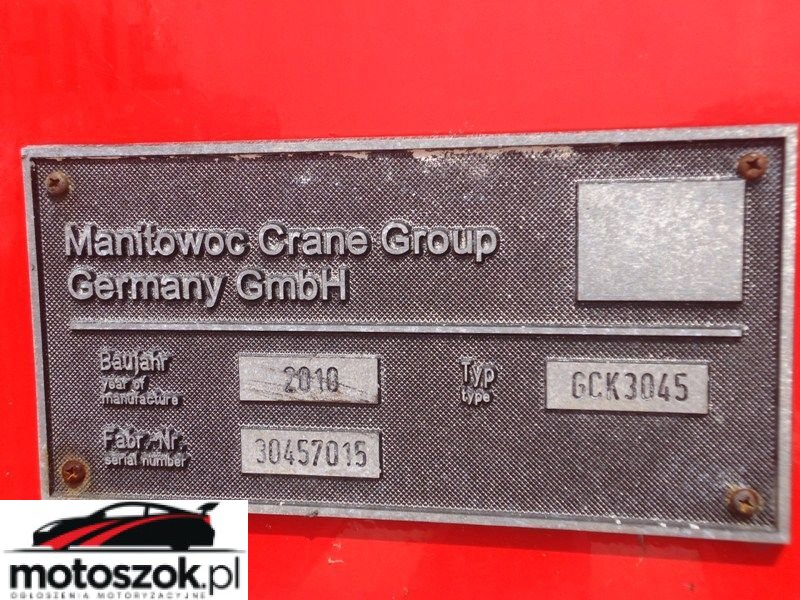 Manitowoc Crane Group
Germany GmbH
Baujahr
year of
manufacture
2010
Typ
type
GCK3045
Fabr.-Nr.
serial number
30457015
motoszok.pl
OGŁOSZENIA MOTORYZACYJNE